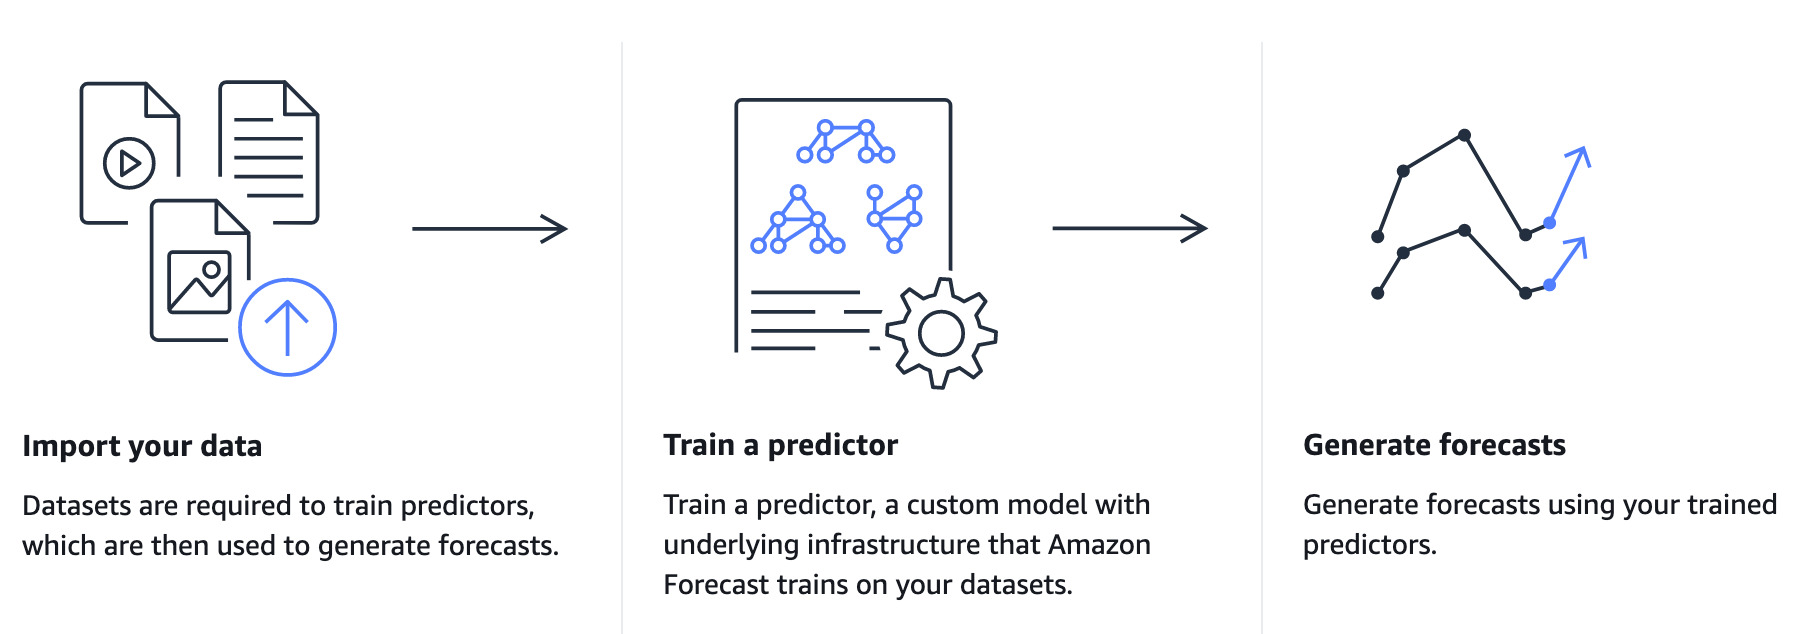 Import your data
Datasets are required to train predictors,
which are then used to generate forecasts.
Train a predictor
Train a predictor, a custom model with
underlying infrastructure that Amazon
Forecast trains on your datasets.
Generate forecasts
Generate forecasts using your trained
predictors.